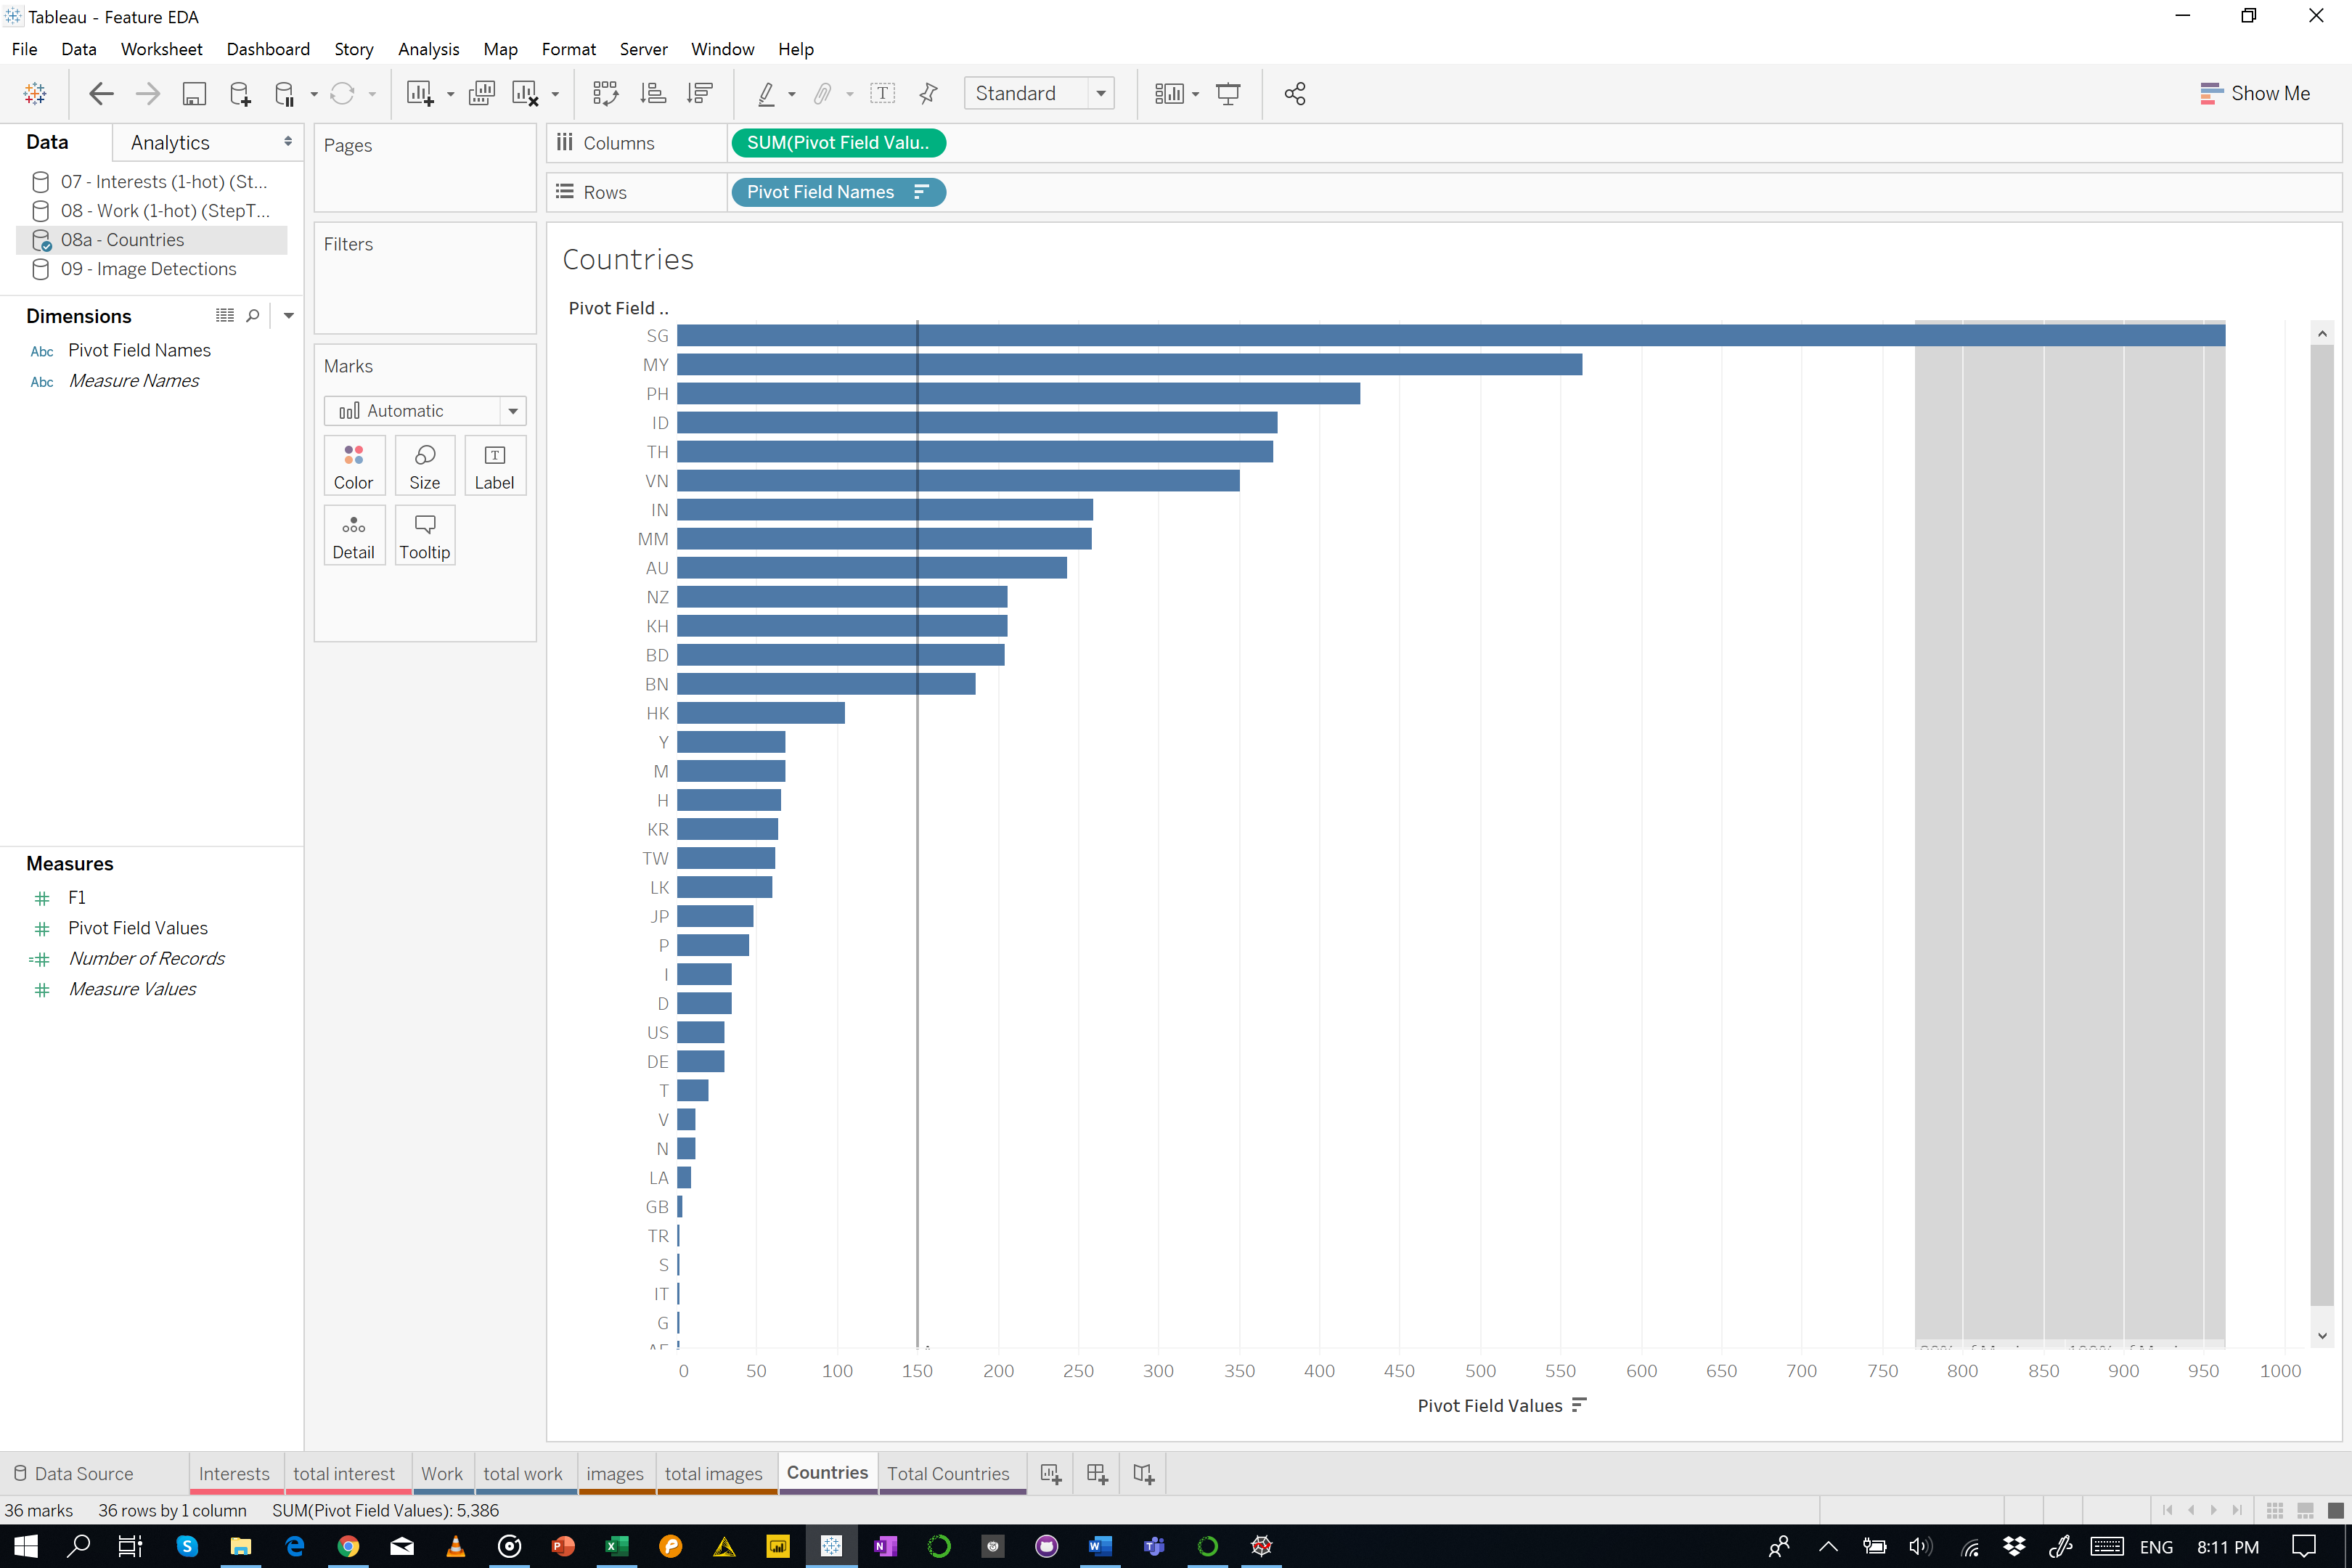 Tableau - Feature EDA
File Data Worksheet Dashboard Story Analysis Map Format Server Window Help
Standard
Show Me
Data
Analytics
07 - Interests (1-hot) (St...
08 - Work (1-hot) (StepT...
08a - Countries
09 - Image Detections
Dimensions
Abc Pivot Field Names
Abc Measure Names
Measures
F1
Pivot Field Values
Number of Records
Measure Values
Pages
Filters
Marks
Automatic
Color Size Label
Detail Tooltip
Columns SUM(Pivot Field Valu..
Rows Pivot Field Names
Countries
Pivot Field ..
SG
MY
PH
ID
TH
VN
IN
MM
AU
NZ
KH
BD
BN
HK
Y
M
H
KR
TW
LK
JP
P
I
D
US
DE
T
V
N
LA
GB
TR
S
IT
G
0 50 100 150 200 250 300 350 400 450 500 550 600 650 700 750 800 850 900 950 1000
Pivot Field Values
Data Source Interests total interest Work total work images total images Countries Total Countries
36 marks 36 rows by 1 column SUM(Pivot Field Values): 5,386
ENG 8:11 PM